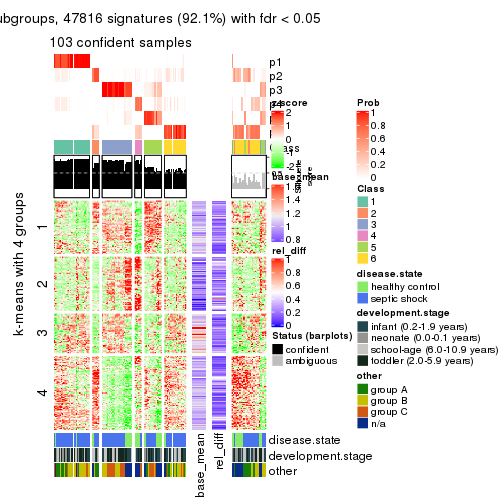 ubgroups, 47816 signatures (92.1%) with fdr < 0.05
103 confident samples
p1
p2
p3
z-score
2
1
0
-2
base_mean
1.6
1.4
1.2
1
0.8
rel_diff
1
0.5
0
Status (barplots)
confident
ambiguous
Prob
1
0.8
0.6
0.4
0.2
0
Class
1
2
3
4
5
6
disease.state
healthy control
septic shock
development.stage
infant (0.2-1.9 years)
neonate (0.0-0.1 years)
school-age (6.0-10.9 years)
toddler (2.0-5.9 years)
other
group A
group B
group C
n/a
k-means with 4 groups
1
2
3
4
disease.state
development.stage
other
base_mean
rel_diff